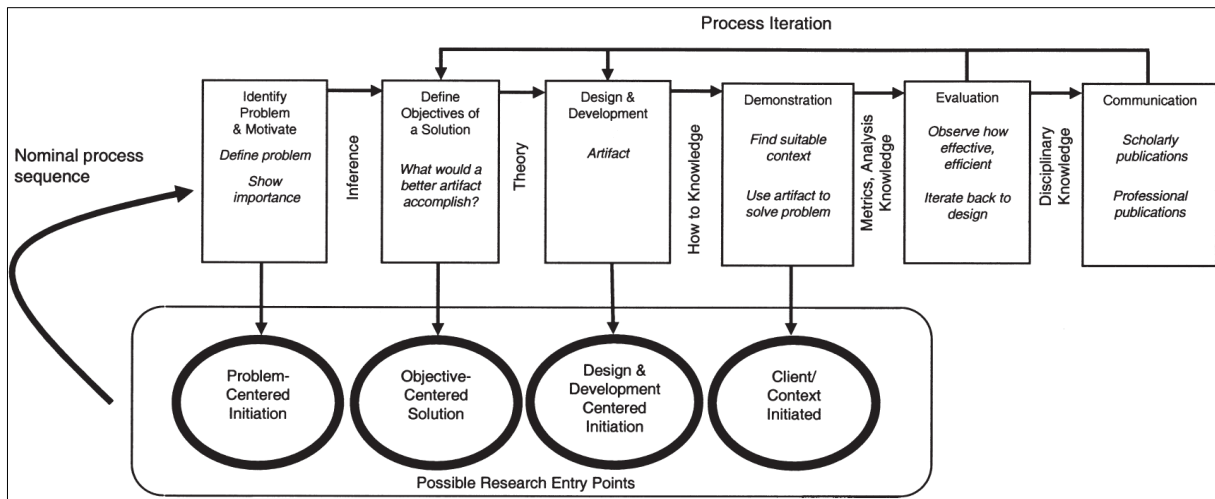 Process Iteration
Nominal process
sequence
Identify
Problem
& Motivate
Define problem
Show
importance
Inference
Define
Objectives of
a Solution
What would a
better artifact
accomplish?
Theory
Design &
Development
Artifact
How to Knowledge
Demonstration
Find suitable
context
Use artifact to
solve problem
Metrics, Analysis
Knowledge
Evaluation
Observe how
effective,
efficient
Iterate back to
design
Disciplinary
Knowledge
Communication
Scholarly
publications
Professional
publications
Problem-
Centered
Initiation
Objective-
Centered
Solution
Design &
Development
Centered
Initiation
Client/
Context
Initiated
Possible Research Entry Points